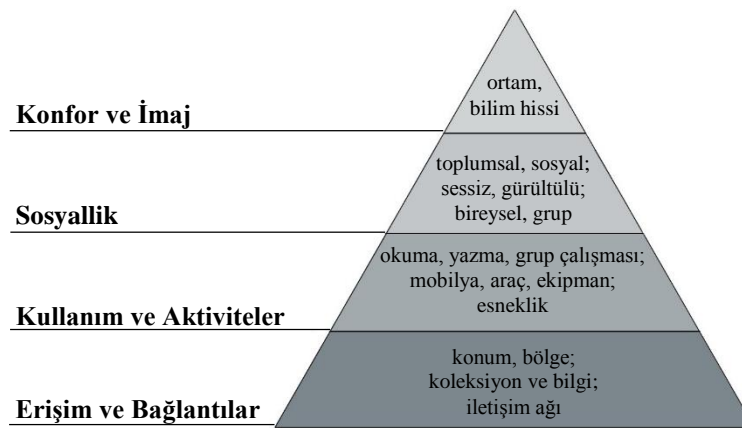 ortam,
bilim hissi
Konfor ve İmaj
toplumsal, sosyal;
sessiz, gürültülü;
bireysel, grup
Sosyallik
okuma, yazma, grup çalışması;
mobilya, araç, ekipman;
esneklik
Kullanım ve Aktiviteler
konum, bölge;
koleksiyon ve bilgi;
iletişim ağı
Erişim ve Bağlantılar